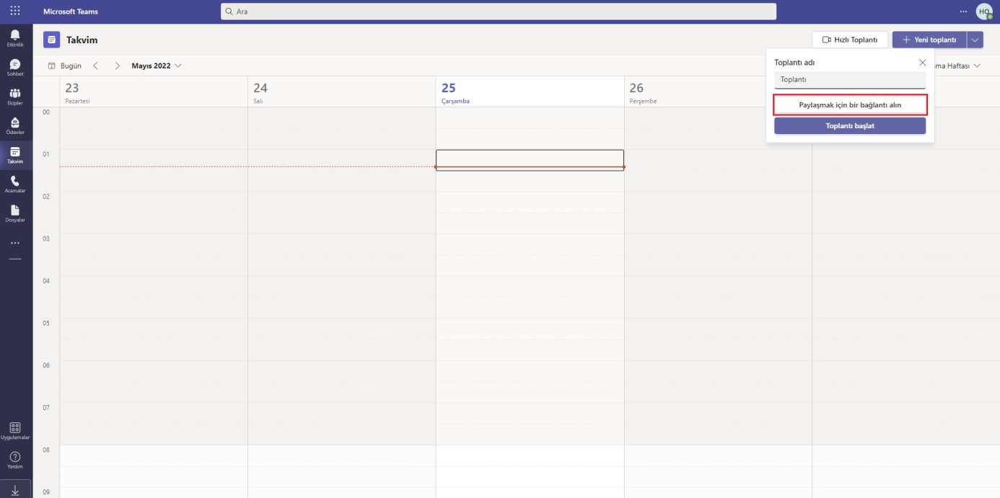 Microsoft Teams
Ara
HO
Etkinlik
Sohbet
Ekipler
Ödevler
Takvim
Aramalar
Dosyalar
Uygulamalar
Yardım
Takvim
Hızlı Toplantı
Yeni toplantı
Bugün
Mayıs 2022
ma Haftası
Toplantı adı
Toplantı
Paylaşmak için bir bağlantı alın
Toplantı başlat
23
Pazartesi
24
Salı
25
Çarşamba
26
Perşembe
00
01
02
03
04
05
06
07
08
09